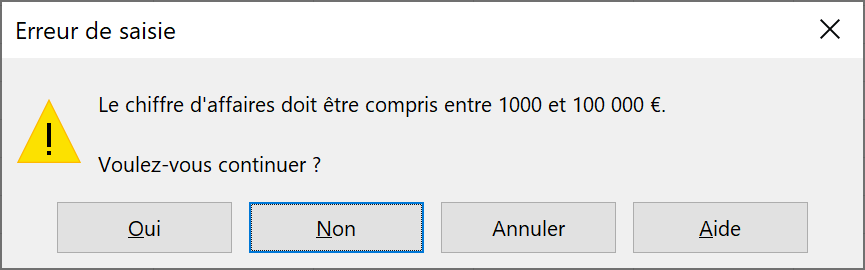 Erreur de saisie
Le chiffre d'affaires doit être compris entre 1000 et 100 000 €.
Voulez-vous continuer ?
Oui Non Annuler Aide